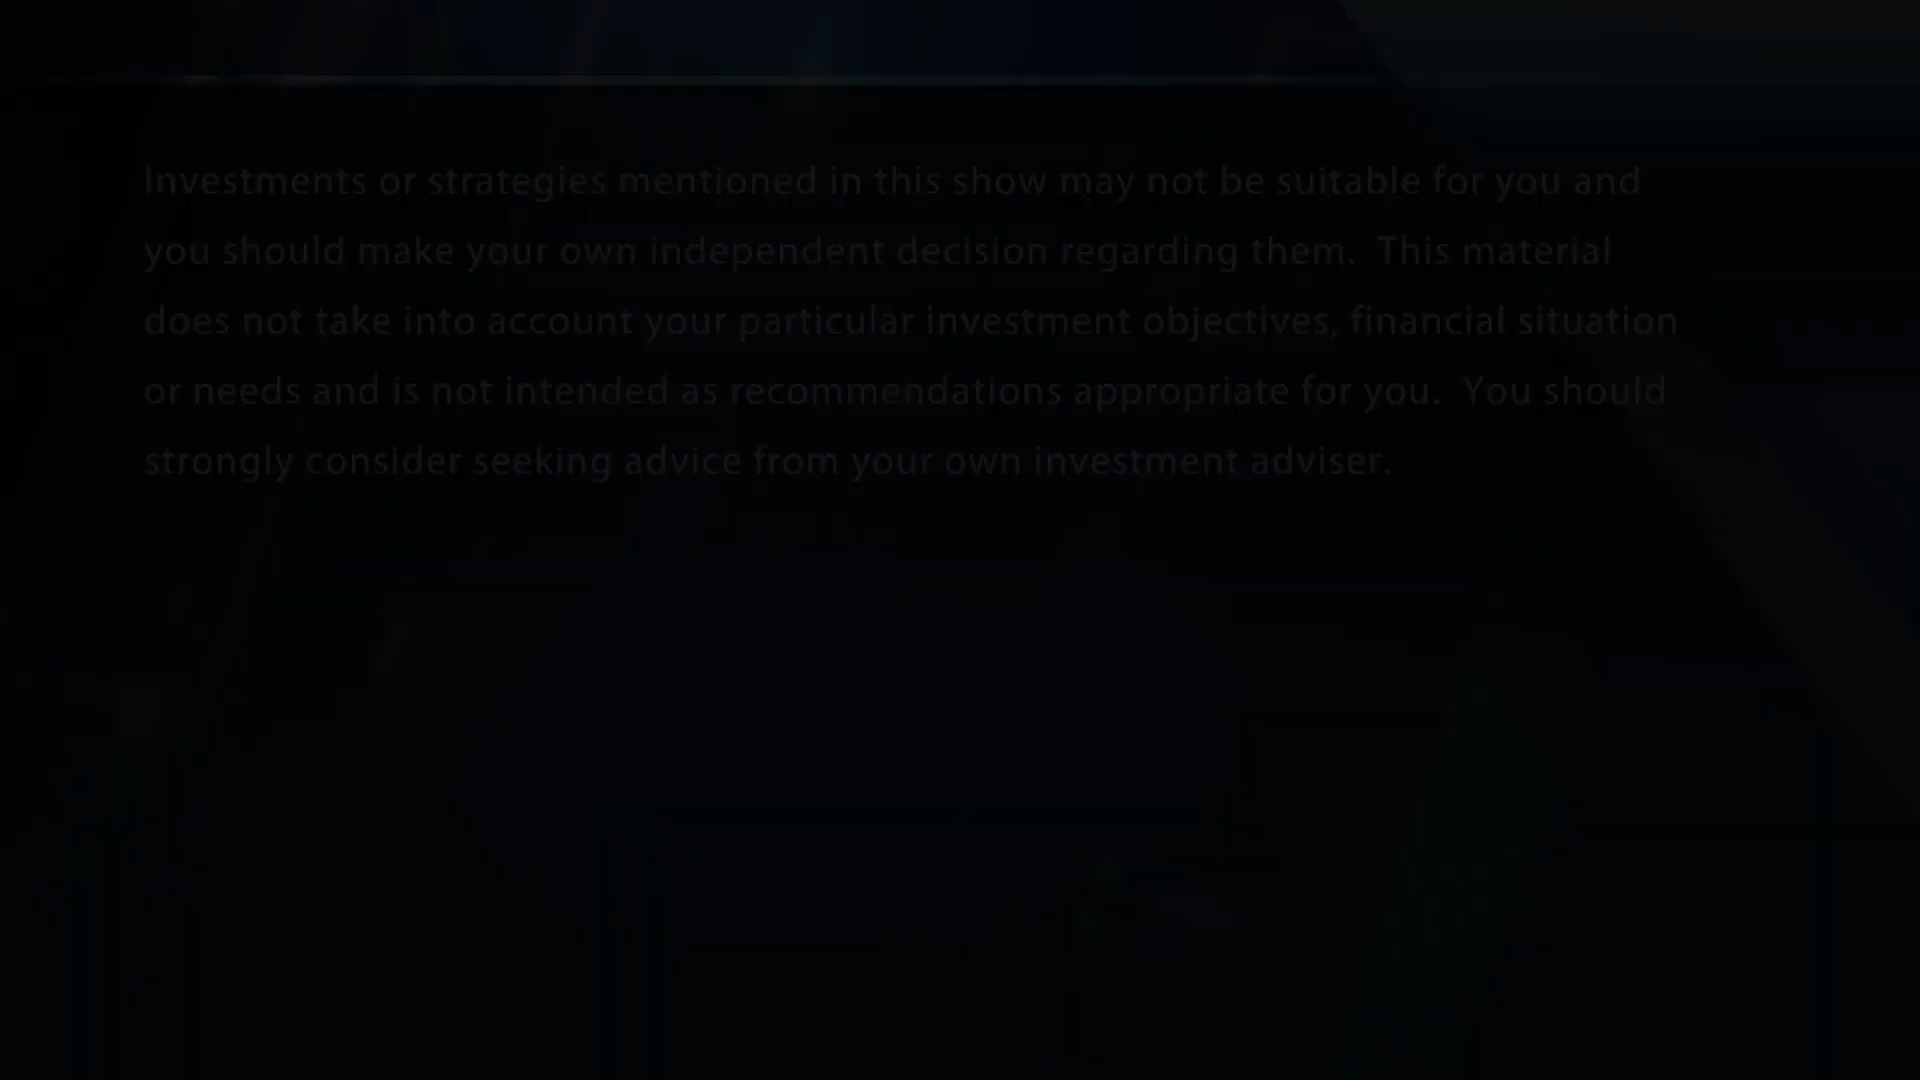 Investments or strategies mentioned in this show may not be suitable for you and
you should make your own independent decision regarding them.  This material
does not take into account your particular investment objectives, financial situation
or needs and is not intended as recommendations appropriate for you.  You should
strongly consider seeking advice from your own investment adviser.